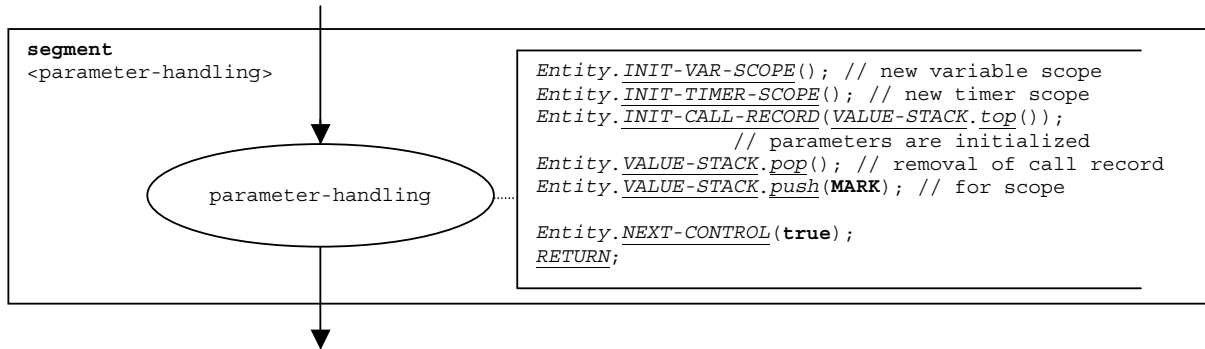 segment
<parameter-handling>
Entity.INIT-VAR-SCOPE(); // new variable scope
Entity.INIT-TIMER-SCOPE(); // new timer scope
Entity.INIT-CALL-RECORD(VALUE-STACK.top());
// parameters are initialized
Entity.VALUE-STACK.pop(); // removal of call record
Entity.VALUE-STACK.push(MARK); // for scope
Entity.NEXT-CONTROL(true);
RETURN;
parameter-handling